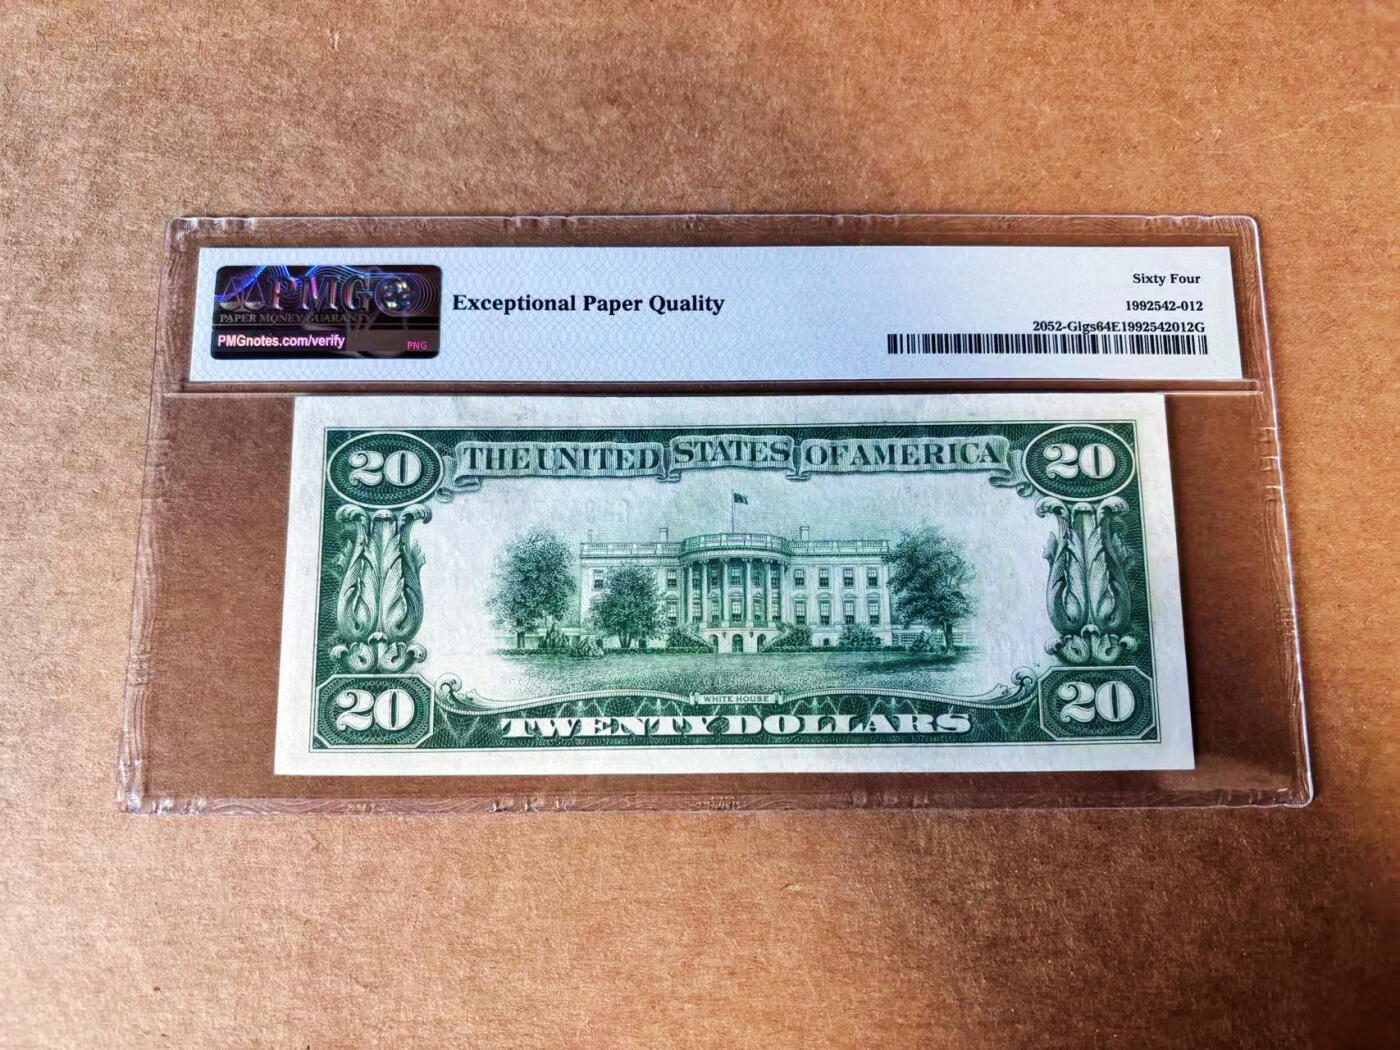 PMG
PAPER MONEY GUARANTY
PMGnotes.com/verify
PNG
Exceptional Paper Quality
Sixty Four
1992542-012
2052-Glgs64E1992542012G
20
THE UNITED STATES OF AMERICA
20
WHITE HOUSE
20
TWENTY DOLLARS
20